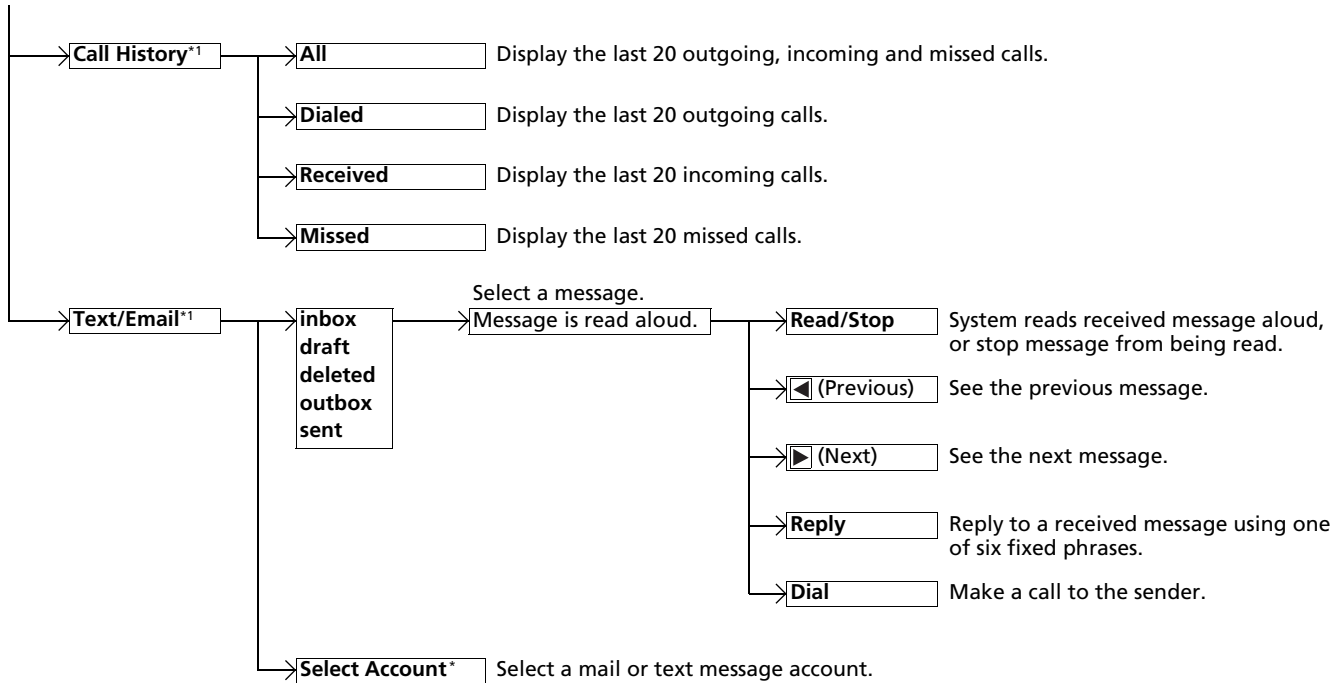 Call History*1
All
Display the last 20 outgoing, incoming and missed calls.
Dialed
Display the last 20 outgoing calls.
Received
Display the last 20 incoming calls.
Missed
Display the last 20 missed calls.
Text/Email*1
inbox
draft
deleted
outbox
sent
Select a message.
Message is read aloud.
Read/Stop
System reads received message aloud,
or stop message from being read.
(Previous)
See the previous message.
(Next)
See the next message.
Reply
Reply to a received message using one
of six fixed phrases.
Dial
Make a call to the sender.
Select Account*
Select a mail or text message account.